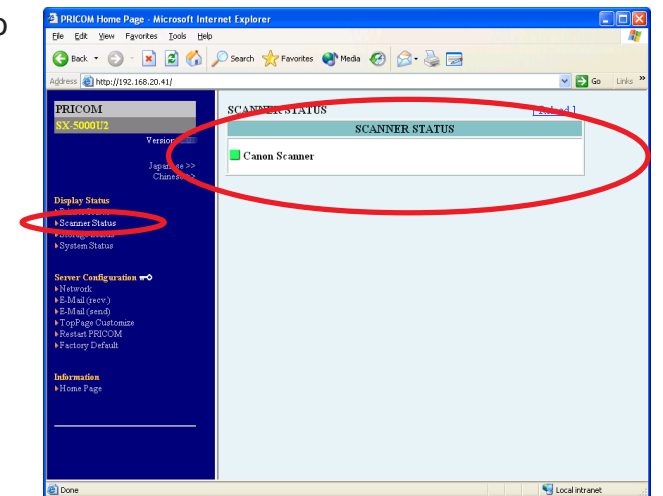 PRICOM Home Page - Microsoft Internet Explorer
File Edit View Favorites Tools Help
Back Search Favorites Media
Address http://192.168.20.41/ Go Links »
PRICOM
SX-5000U2
Version
Japanese >>
Chinese >>
Display Status
Scanner Status
System Status
Server Configuration
Network
E-Mail (recv.)
E-Mail (send)
TopPage Customize
Restart PRICOM
Factory Default
Information
Home Page
SCANNER STATUS
SCANNER STATUS
Canon Scanner
Done Local intranet